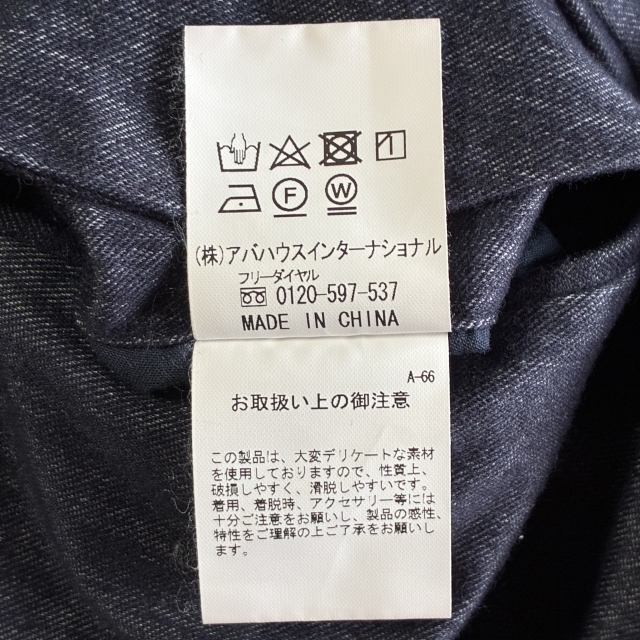 F W
(株)アバハウスインターナショナル
フリーダイヤル
0120-597-537
MADE IN CHINA
A-66
お取扱い上の御注意
この製品は、大変デリケートな素材
を使用しておりますので、性質上、
破損しやすく、滑脱しやすいです。
着用、着脱時、アクセサリー等には
十分ご注意をお願いし、製品の感性、
特性をご理解の上ご了承をお願いし
ます。